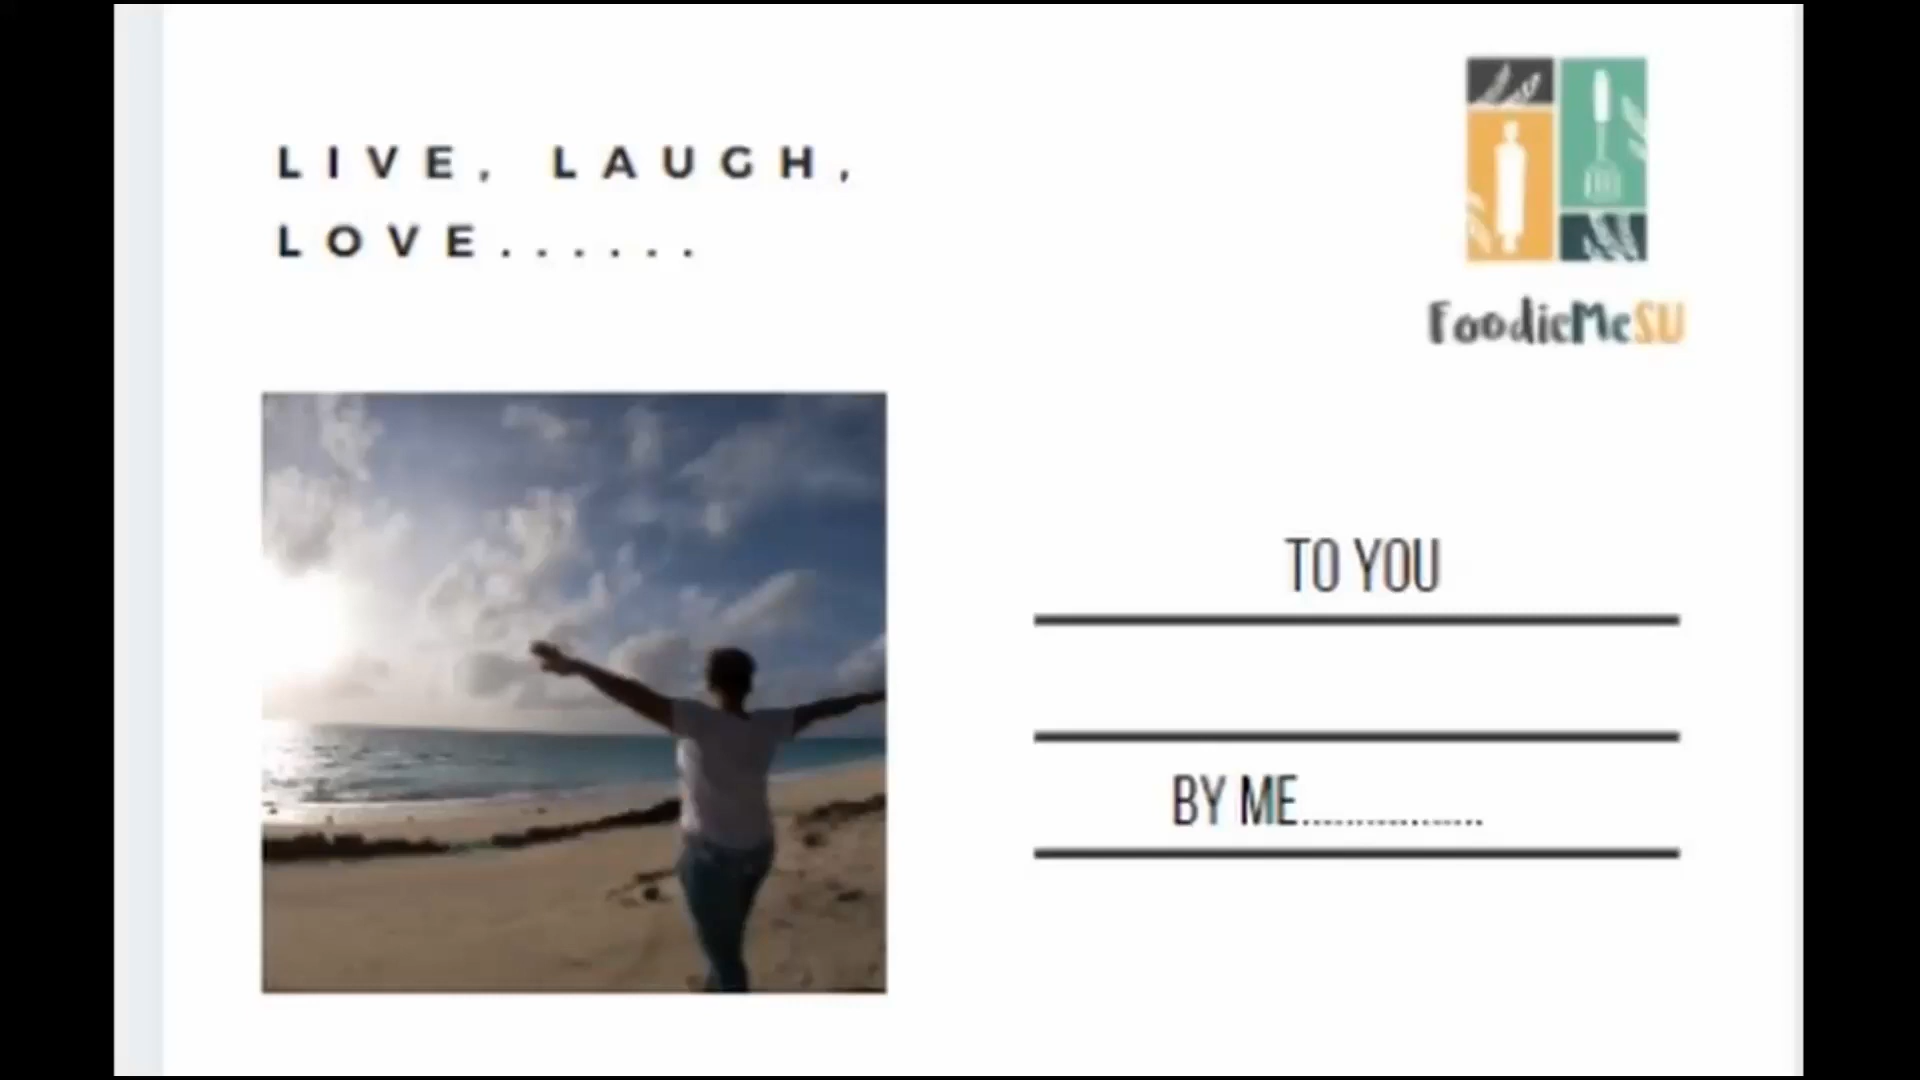 LIVE, LAUGH,
LOVE......
FoodieMeSU
TO YOU
BY ME.................